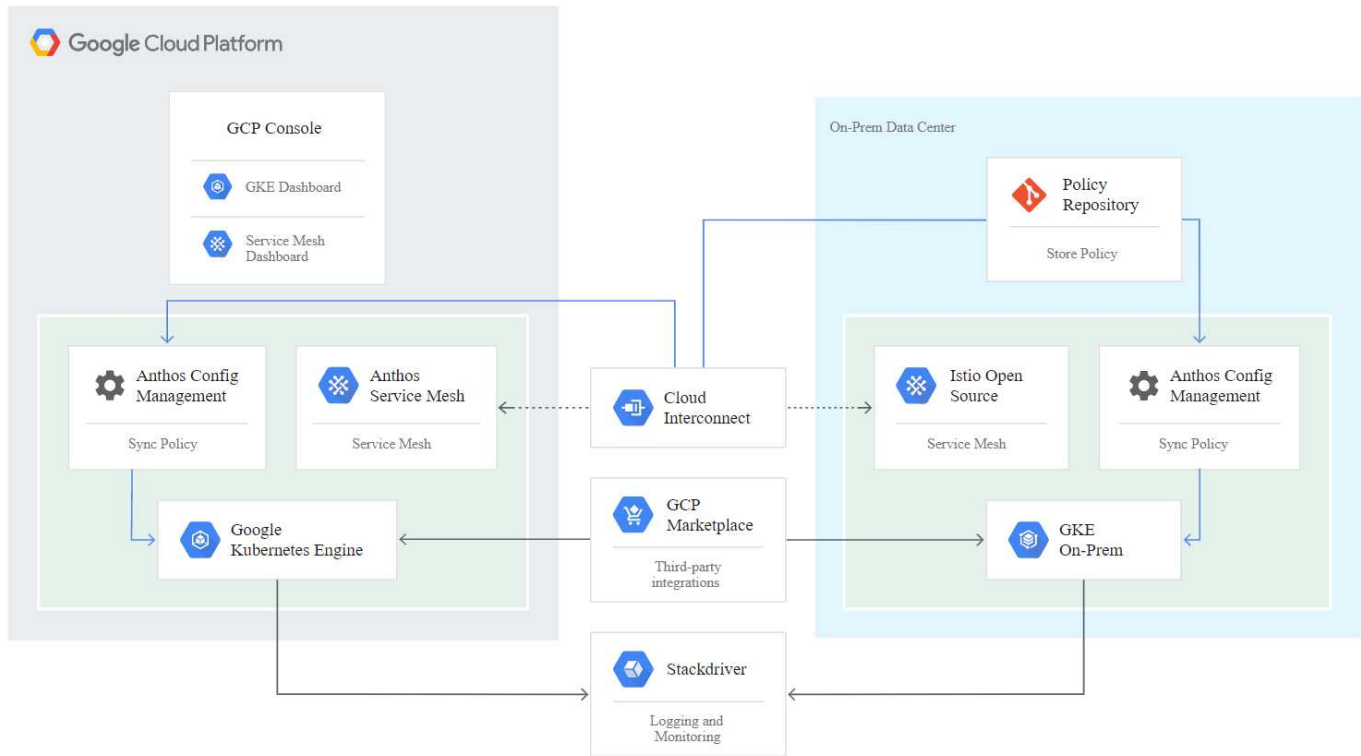 Google Cloud Platform
GCP Console
GKE Dashboard
Service Mesh
Dashboard
On-Prem Data Center
Policy
Repository
Store Policy
Anthos Config
Management
Sync Policy
Anthos
Service Mesh
Service Mesh
Cloud
Interconnect
Istio Open
Source
Service Mesh
Anthos Config
Management
Sync Policy
Google
Kubernetes Engine
GCP
Marketplace
Third-party
integrations
GKE
On-Prem
Stackdriver
Logging and
Monitoring